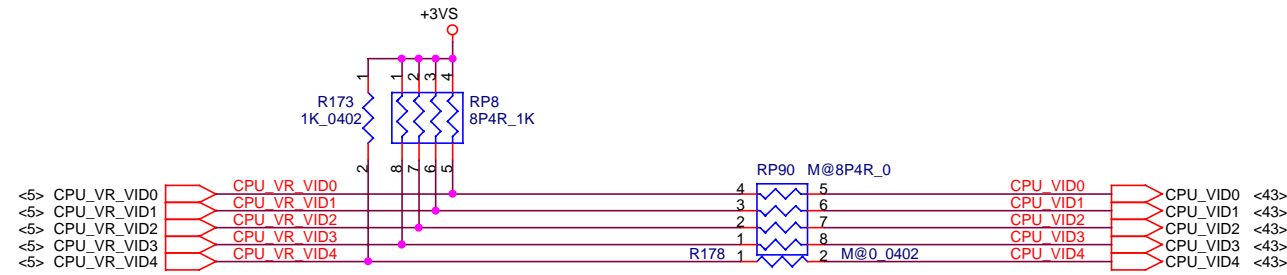 +3VS
1 1 2 3 4
R173 RP8
1K_0402 8P4R_1K
2 8 7 6 5
RP90 M@8P4R_0
<5> CPU_VR_VID0 CPU_VR_VID0 4 5 CPU_VID0 CPU_VID0 <43>
<5> CPU_VR_VID1 CPU_VR_VID1 3 6 CPU_VID1 CPU_VID1 <43>
<5> CPU_VR_VID2 CPU_VR_VID2 2 7 CPU_VID2 CPU_VID2 <43>
<5> CPU_VR_VID3 CPU_VR_VID3 1 8 CPU_VID3 CPU_VID3 <43>
<5> CPU_VR_VID4 CPU_VR_VID4 R178 1 2 M@0_0402 CPU_VID4 CPU_VID4 <43>